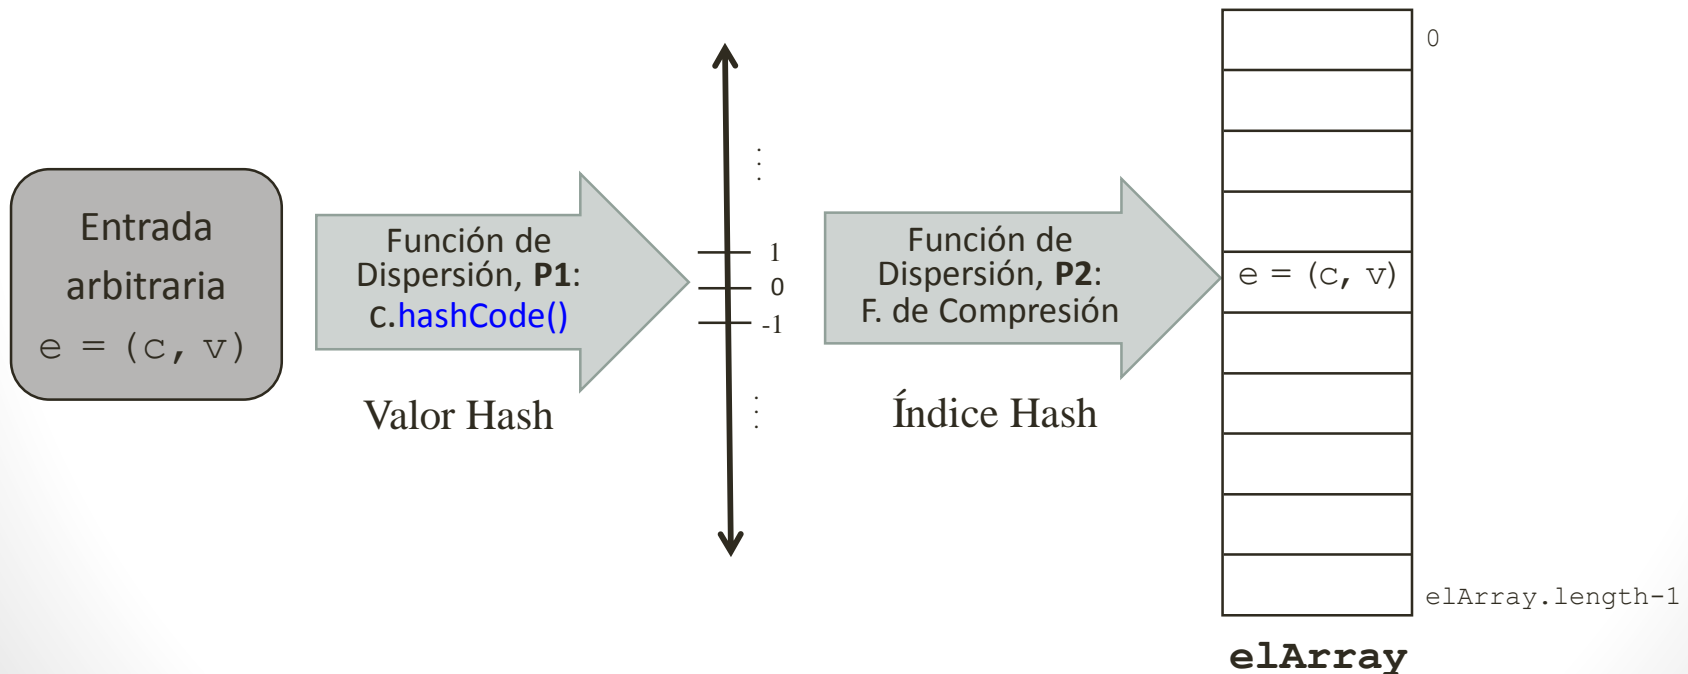 Entrada
arbitraria
e = (c, v)
Función de
Dispersión, P1:
c.hashCode()
Valor Hash
...
1
0
-1
...
Función de
Dispersión, P2:
F. de Compresión
Índice Hash
0
e = (c, v)
elArray.length-1
elArray